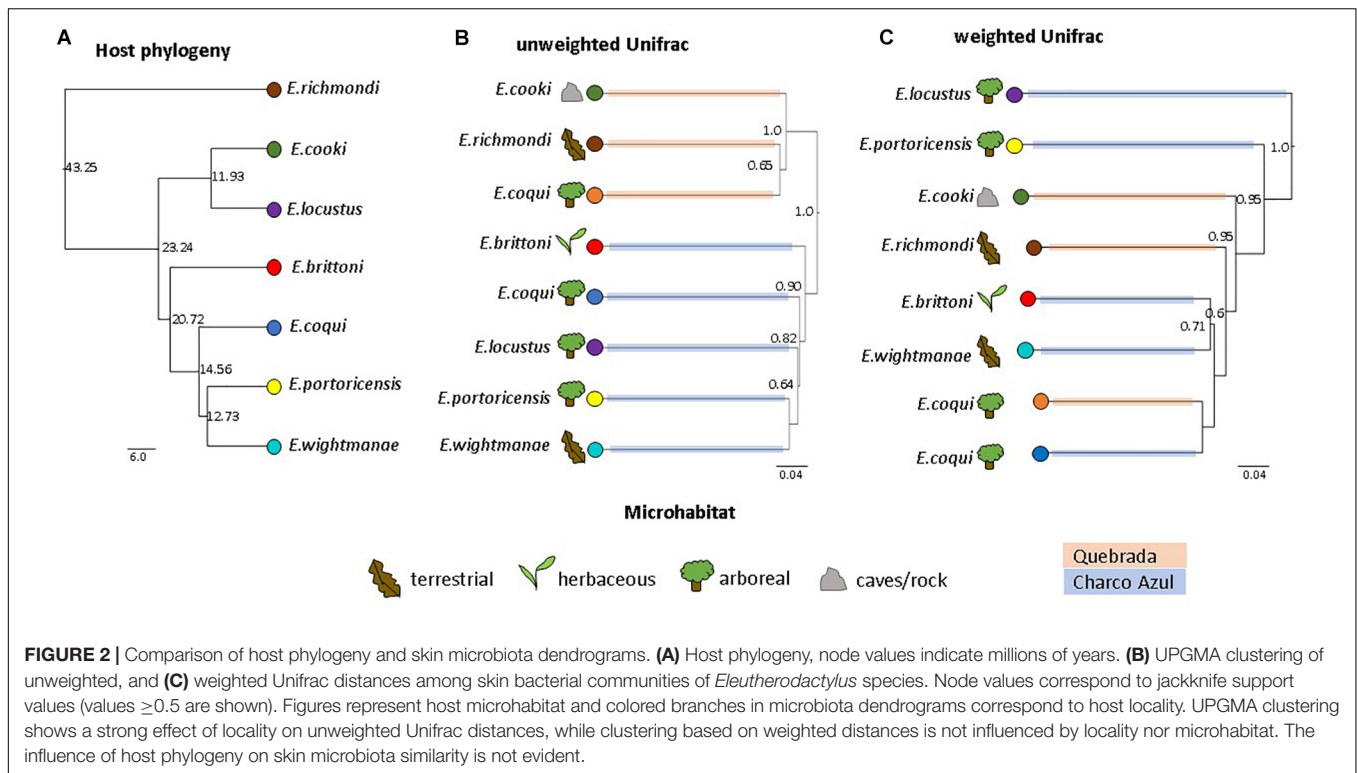 A
Host phylogeny
E.richmondi
E.cooki
E.locustus
E.brittoni
E.coqui
E.portoricensis
E.wightmanae
43.25
11.93
23.24
20.72
14.56
12.73
6.0
B
unweighted Unifrac
E.cooki
E.richmondi
E.coqui
E.brittoni
E.coqui
E.locustus
E.portoricensis
E.wightmanae
1.0
0.65
1.0
0.90
0.82
0.64
0.04
C
weighted Unifrac
E.locustus
E.portoricensis
E.cooki
E.richmondi
E.brittoni
E.wightmanae
E.coqui
E.coqui
1.0
0.95
0.95
0.6
0.71
0.04
Microhabitat
terrestrial
herbaceous
arboreal
caves/rock
Quebrada
Charco Azul
FIGURE 2 | Comparison of host phylogeny and skin microbiota dendrograms. (A) Host phylogeny, node values indicate millions of years. (B) UPGMA clustering of
unweighted, and (C) weighted Unifrac distances among skin bacterial communities of Eleutherodactylus species. Node values correspond to jackknife support
values (values ≥0.5 are shown). Figures represent host microhabitat and colored branches in microbiota dendrograms correspond to host locality. UPGMA clustering
shows a strong effect of locality on unweighted Unifrac distances, while clustering based on weighted distances is not influenced by locality nor microhabitat. The
influence of host phylogeny on skin microbiota similarity is not evident.